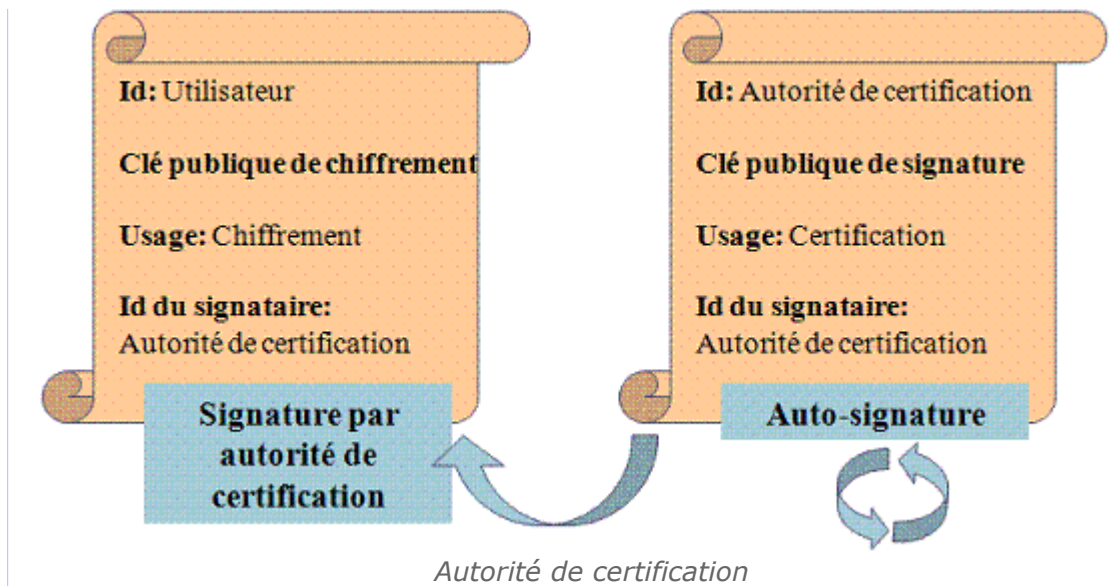 Id: Utilisateur
Clé publique de chiffrement
Usage: Chiffrement
Id du signataire:
Autorité de certification
Signature par
autorité de
certification
Id: Autorité de certification
Clé publique de signature
Usage: Certification
Id du signataire:
Autorité de certification
Auto-signature
Autorité de certification